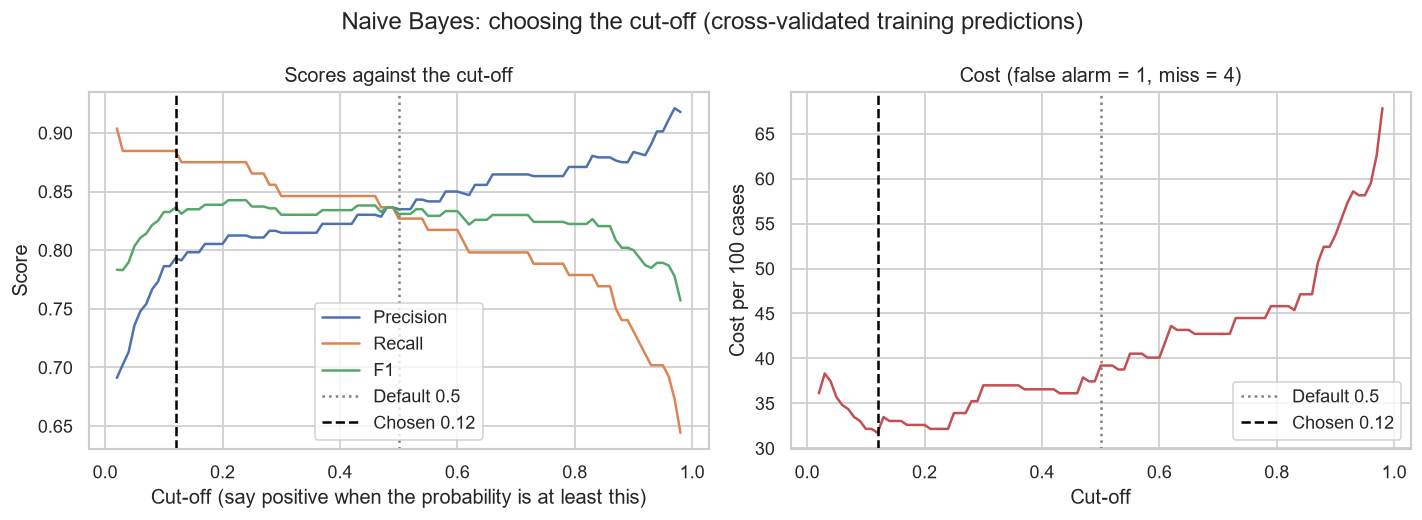 Naive Bayes: choosing the cut-off (cross-validated training predictions)
Scores against the cut-off
Score
0.90
0.85
0.80
0.75
0.70
0.65
Precision
Recall
F1
Default 0.5
Chosen 0.12
0.0 0.2 0.4 0.6 0.8 1.0
Cut-off (say positive when the probability is at least this)
Cost (false alarm = 1, miss = 4)
Cost per 100 cases
65
60
55
50
45
40
35
30
Default 0.5
Chosen 0.12
0.0 0.2 0.4 0.6 0.8 1.0
Cut-off